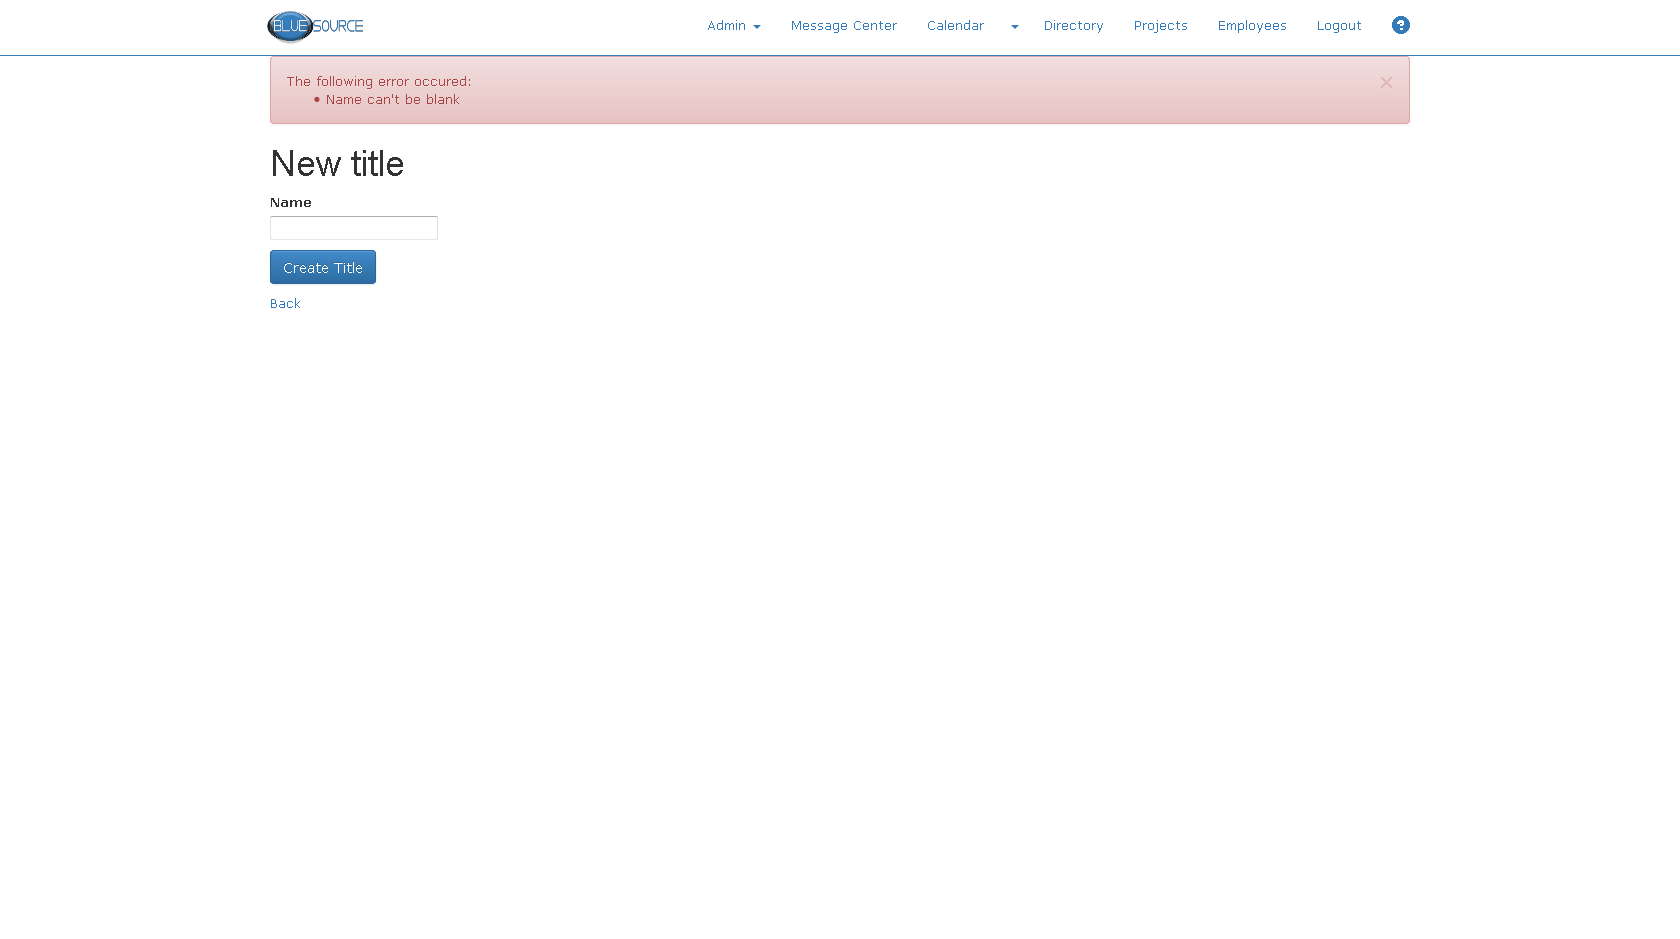 BLUE SOURCE Admin Message Center Calendar Directory Projects Employees Logout ?
The following error occured: ×
• Name can't be blank
New title
Name
Create Title
Back